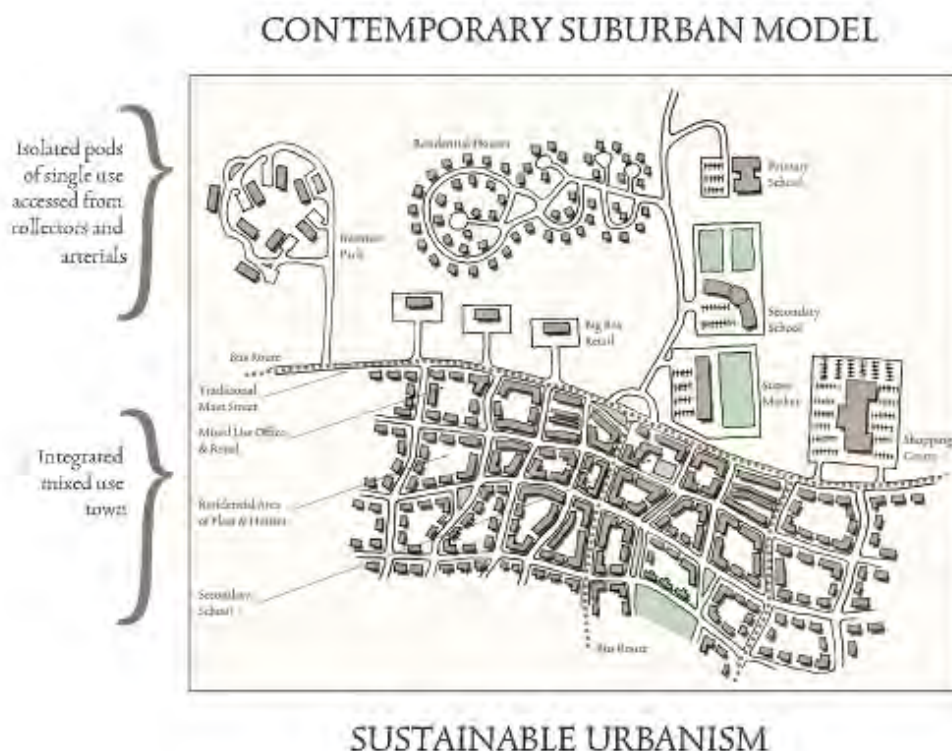 CONTEMPORARY SUBURBAN MODEL
Isolated pods
of single use
accessed from
collectors and
arterials
Residential Houses
Primary
School
Business
Park
Secondary
School
Big Box
Retail
Bus Route
Super
Market
Traditional
Main Street
Mixed Use Office
& Retail
Shopping
Centre
Integrated
mixed use
town
Residential Area
of Flats & Houses
Secondary
School
Bus Route
SUSTAINABLE URBANISM